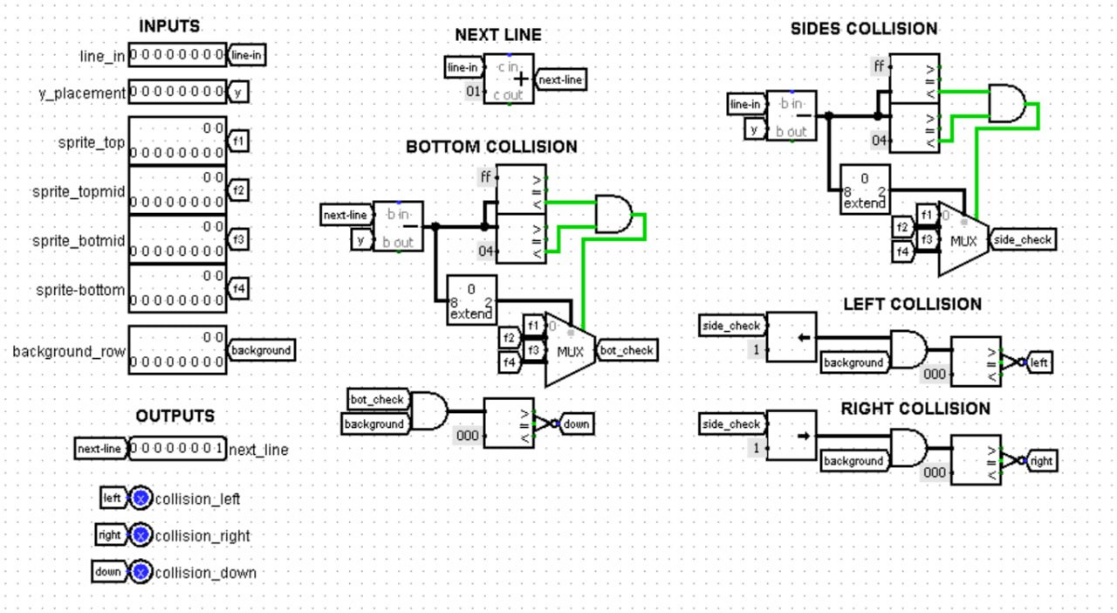 INPUTS
line_in 0 0 0 0 0 0 0 0 line-in
y_placement 0 0 0 0 0 0 0 0 y
sprite_top 0 0
0 0 0 0 0 0 0 0 f1
sprite_topmid 0 0
0 0 0 0 0 0 0 0 f2
sprite_botmid 0 0
0 0 0 0 0 0 0 0 f3
sprite-bottom 0 0
0 0 0 0 0 0 0 0 f4
background_row 0 0
0 0 0 0 0 0 0 0 background
OUTPUTS
next-line 0 0 0 0 0 0 0 1 next_line
left x collision_left
right x collision_right
down x collision_down
NEXT LINE
line-in c in + next-line
01 c out
BOTTOM COLLISION
ff > = <
next-line b in −
y b out
04 > = <
0
8 2
extend
f1 0
f2
f3 MUX bot_check
f4
bot_check
background > = < down
000
SIDES COLLISION
ff > = <
line-in b in −
y b out
04 > = <
0
8 2
extend
f1 0
f2
f3 MUX side_check
f4
LEFT COLLISION
side_check ←
1 background > = < left
000
RIGHT COLLISION
side_check →
1 background > = < right
000